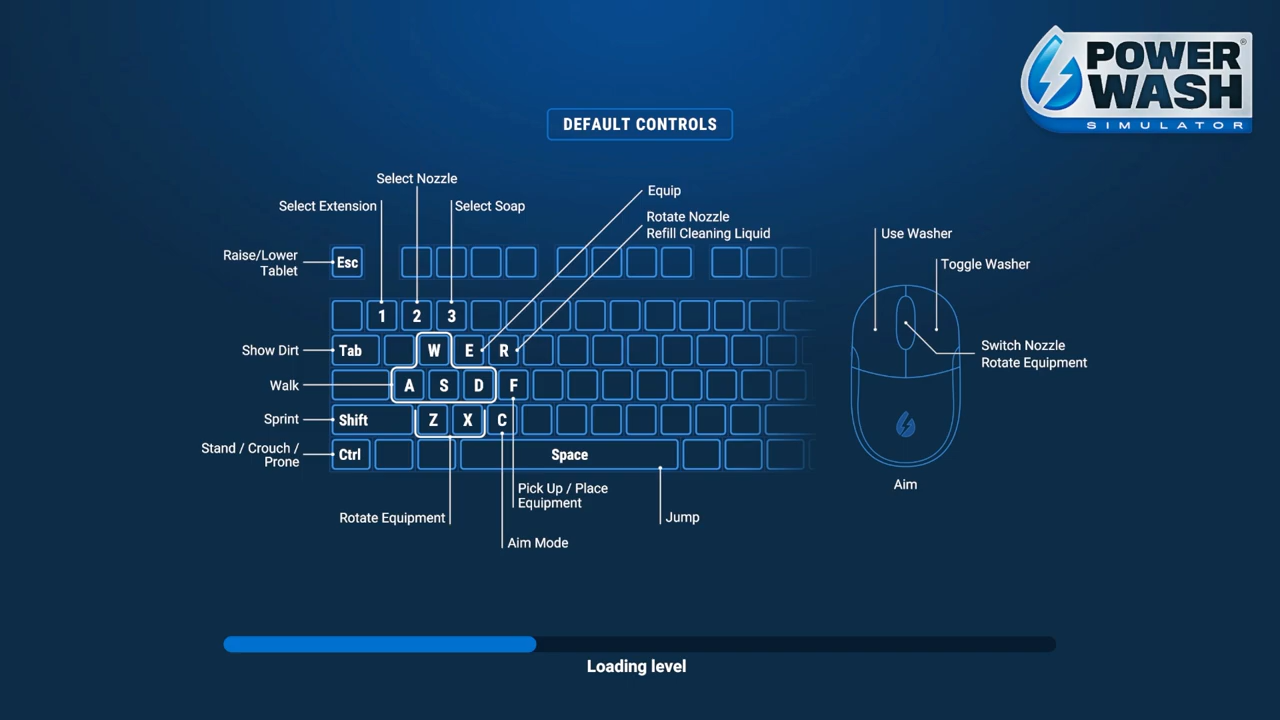 POWER
WASH
SIMULATOR
DEFAULT CONTROLS
Select Nozzle
Select Extension
Select Soap
Equip
Rotate Nozzle
Refill Cleaning Liquid
Use Washer
Toggle Washer
Raise/Lower
Tablet
Esc
1 2 3
Show Dirt
Tab W E R
Switch Nozzle
Rotate Equipment
Walk
A S D F
Sprint
Shift Z X C
Stand / Crouch /
Prone
Ctrl Space
Aim
Pick Up / Place
Equipment
Rotate Equipment
Jump
Aim Mode
Loading level